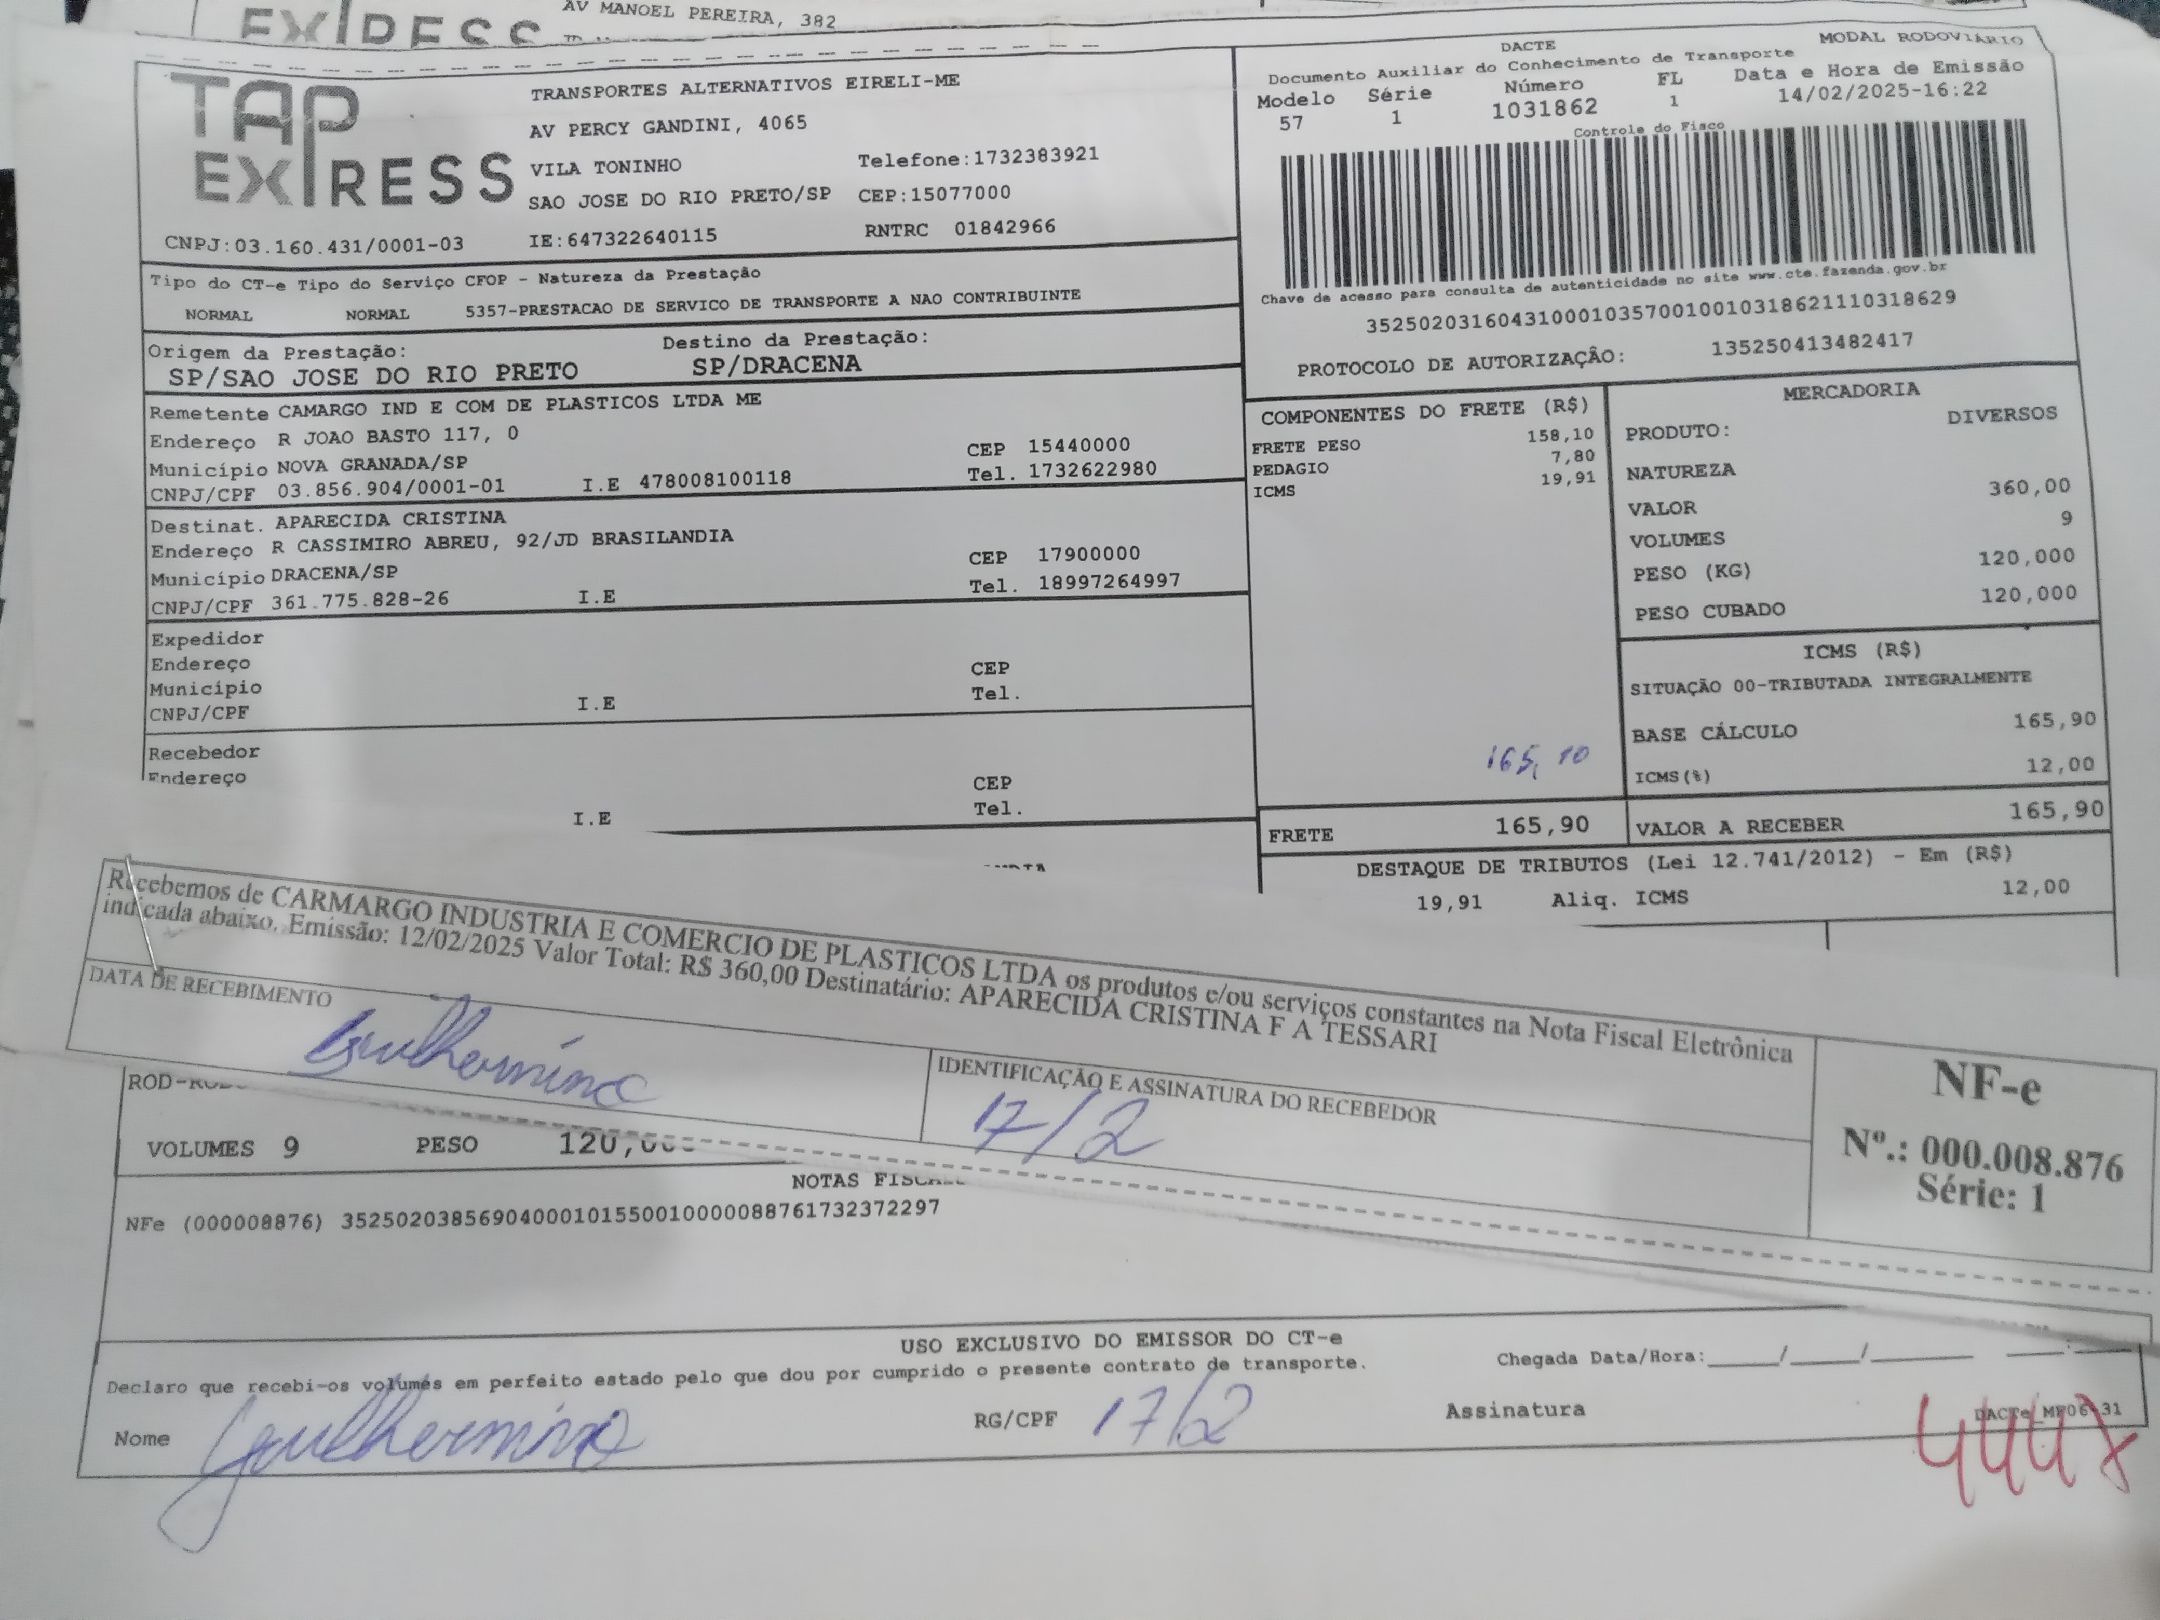 AV MANOEL PEREIRA, 382
EXPRESS
TAP EXPRESS
TRANSPORTES ALTERNATIVOS EIRELI-ME
AV PERCY GANDINI, 4065
VILA TONINHO Telefone:1732383921
SAO JOSE DO RIO PRETO/SP CEP:15077000
CNPJ:03.160.431/0001-03 IE:647322640115 RNTRC 01842966
DACTE MODAL RODOVIÁRIO
Documento Auxiliar do Conhecimento de Transporte
Modelo Série Número FL Data e Hora de Emissão
57 1 1031862 1 14/02/2025-16:22
Controle do Fisco
Chave de acesso para consulta de autenticidade no site www.cte.fazenda.gov.br
35250203160431000103570010010318621110318629
PROTOCOLO DE AUTORIZAÇÃO: 135250413482417
Tipo do CT-e Tipo do Serviço CFOP - Natureza da Prestação
NORMAL NORMAL 5357-PRESTACAO DE SERVICO DE TRANSPORTE A NAO CONTRIBUINTE
Origem da Prestação: Destino da Prestação:
SP/SAO JOSE DO RIO PRETO SP/DRACENA
Remetente CAMARGO IND E COM DE PLASTICOS LTDA ME
Endereço R JOAO BASTO 117, 0 CEP 15440000
Município NOVA GRANADA/SP Tel. 1732622980
CNPJ/CPF 03.856.904/0001-01 I.E 478008100118
Destinat. APARECIDA CRISTINA
Endereço R CASSIMIRO ABREU, 92/JD BRASILANDIA CEP 17900000
Município DRACENA/SP Tel. 18997264997
CNPJ/CPF 361.775.828-26 I.E
Expedidor
Endereço CEP
Município Tel.
CNPJ/CPF I.E
Recebedor
Endereço CEP
Tel.
I.E
COMPONENTES DO FRETE (R$)
FRETE PESO 158,10
PEDAGIO 7,80
ICMS 19,91
165,10
FRETE 165,90
MERCADORIA
PRODUTO: DIVERSOS
NATUREZA
VALOR 360,00
VOLUMES 9
PESO (KG) 120,000
PESO CUBADO 120,000
ICMS (R$)
SITUAÇÃO 00-TRIBUTADA INTEGRALMENTE
BASE CÁLCULO 165,90
ICMS(%) 12,00
VALOR A RECEBER 165,90
DESTAQUE DE TRIBUTOS (Lei 12.741/2012) - Em (R$)
19,91 Aliq. ICMS 12,00
Recebemos de CARMARGO INDUSTRIA E COMERCIO DE PLASTICOS LTDA os produtos e/ou serviços constantes na Nota Fiscal Eletrônica
indicada abaixo. Emissão: 12/02/2025 Valor Total: R$ 360,00 Destinatário: APARECIDA CRISTINA F A TESSARI
DATA DE RECEBIMENTO
Guilhermina
IDENTIFICAÇÃO E ASSINATURA DO RECEBEDOR
17/2
NF-e
Nº.: 000.008.876
Série: 1
VOLUMES 9 PESO 120,000
NOTAS FISCAIS
NFe (000008876) 35250203856904000101550010000088761732372297
USO EXCLUSIVO DO EMISSOR DO CT-e
Declaro que recebi-os volumes em perfeito estado pelo que dou por cumprido o presente contrato de transporte. Chegada Data/Hora:_____/_____/_____ ___:___
Nome Guilhermina RG/CPF 17/2 Assinatura